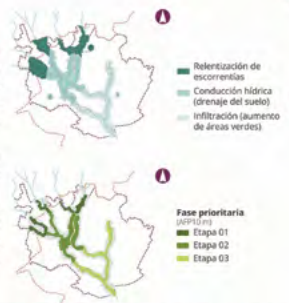 Relentización de
escorrentías
Conducción hídrica
(drenaje del suelo)
Infiltración (aumento
de áreas verdes)
Fase prioritaria
(AFP10 m)
Etapa 01
Etapa 02
Etapa 03